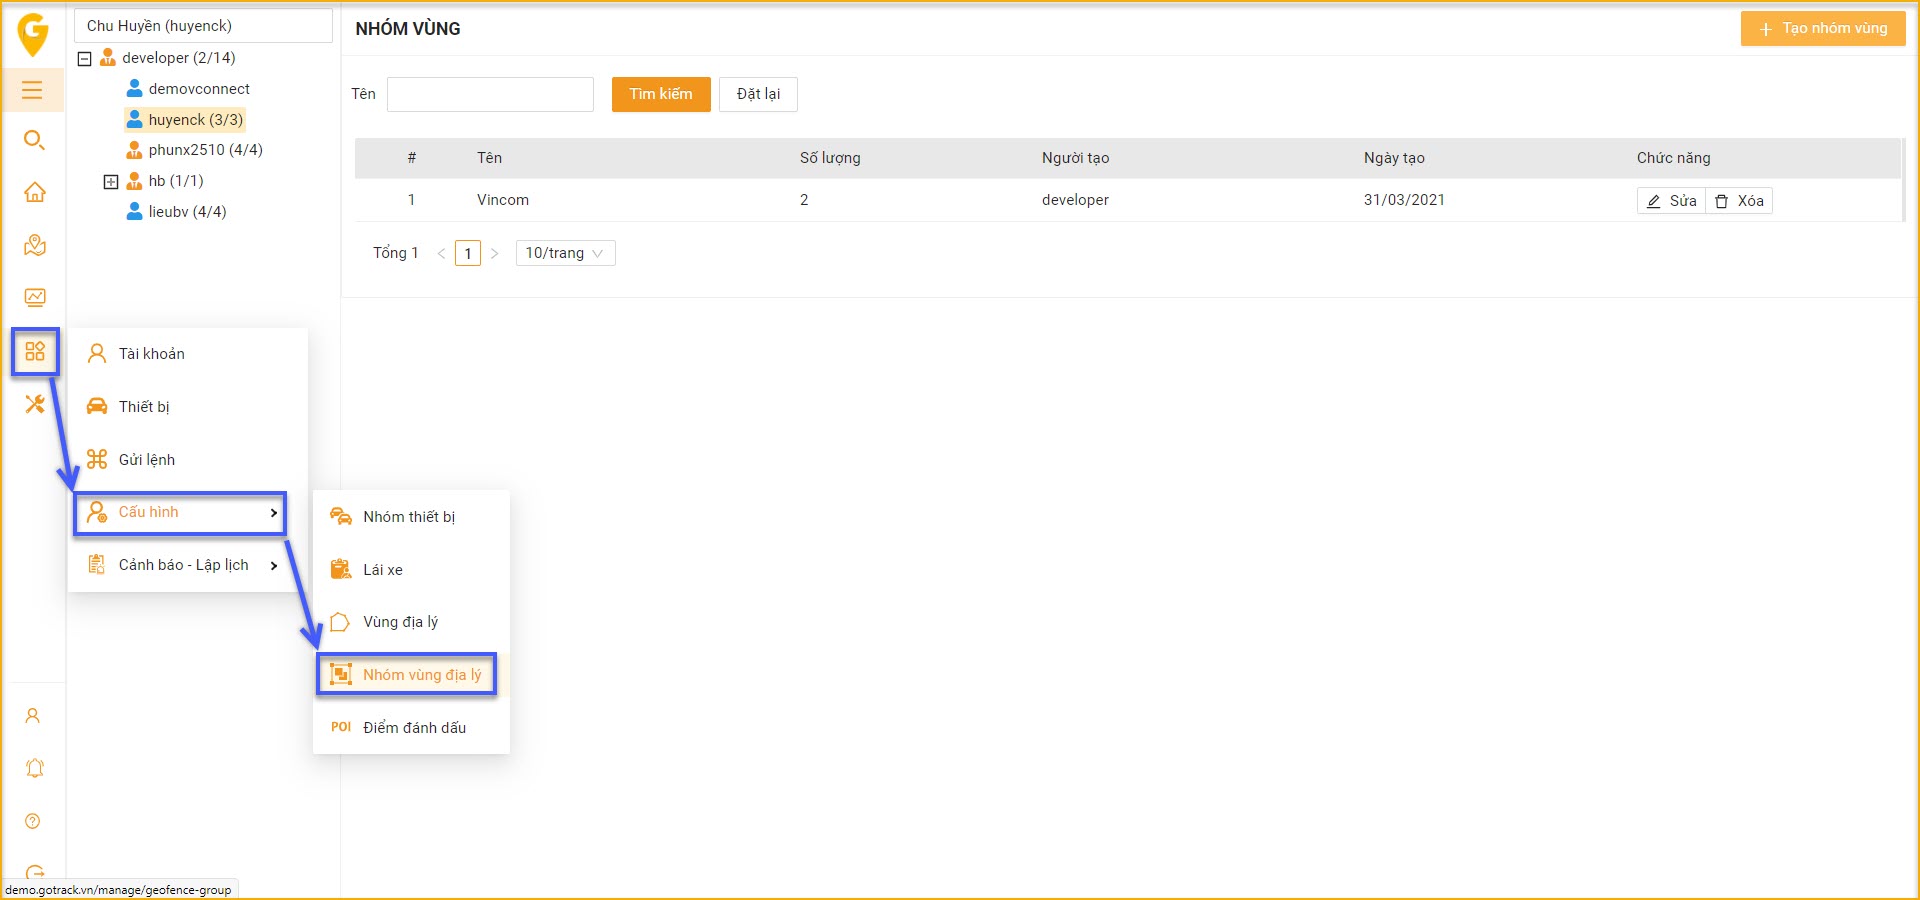 G
Chu Huyền (huyenck)
developer (2/14)
demovconnect
huyenck (3/3)
phunx2510 (4/4)
hb (1/1)
lieubv (4/4)
NHÓM VÙNG
+ Tạo nhóm vùng
Tên
Tìm kiếm
Đặt lại
# Tên Số lượng Người tạo Ngày tạo Chức năng
1 Vincom 2 developer 31/03/2021 Sửa Xóa
Tổng 1 < 1 > 10/trang
Tài khoản
Thiết bị
Gửi lệnh
Cấu hình
Cảnh báo - Lập lịch
Nhóm thiết bị
Lái xe
Vùng địa lý
Nhóm vùng địa lý
POI Điểm đánh dấu
demo.gotrack.vn/manage/geofence-group